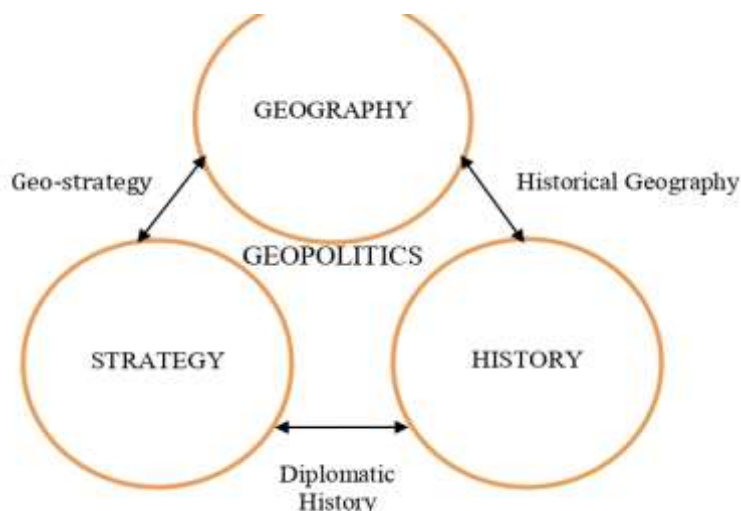 GEOGRAPHY
Geo-strategy
Historical Geography
GEOPOLITICS
STRATEGY
HISTORY
Diplomatic
History